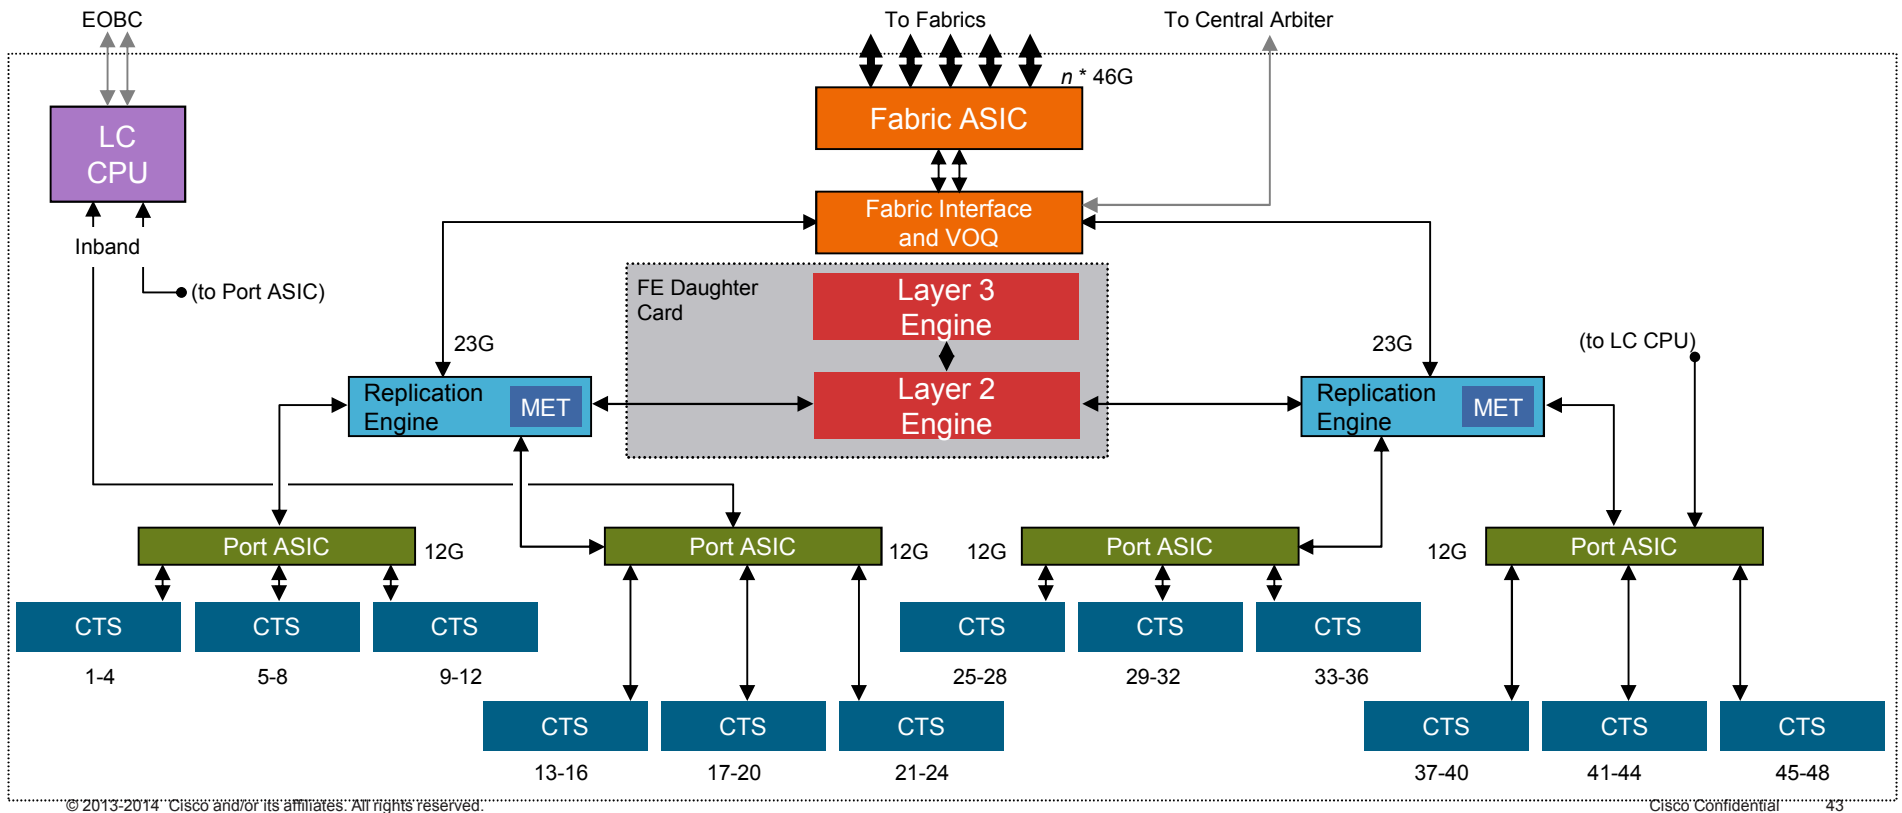 EOBC
To Fabrics
To Central Arbiter
n * 46G
LC
CPU
Fabric ASIC
Fabric Interface
and VOQ
Inband
(to Port ASIC)
FE Daughter
Card
Layer 3
Engine
23G
23G
(to LC CPU)
Replication
Engine
MET
Layer 2
Engine
Replication
Engine
MET
Port ASIC
12G
Port ASIC
12G
12G
Port ASIC
12G
Port ASIC
CTS
CTS
CTS
CTS
CTS
CTS
1-4
5-8
9-12
25-28
29-32
33-36
CTS
CTS
CTS
CTS
CTS
CTS
13-16
17-20
21-24
37-40
41-44
45-48
© 2013-2014 Cisco and/or its affiliates. All rights reserved.
Cisco Confidential
43